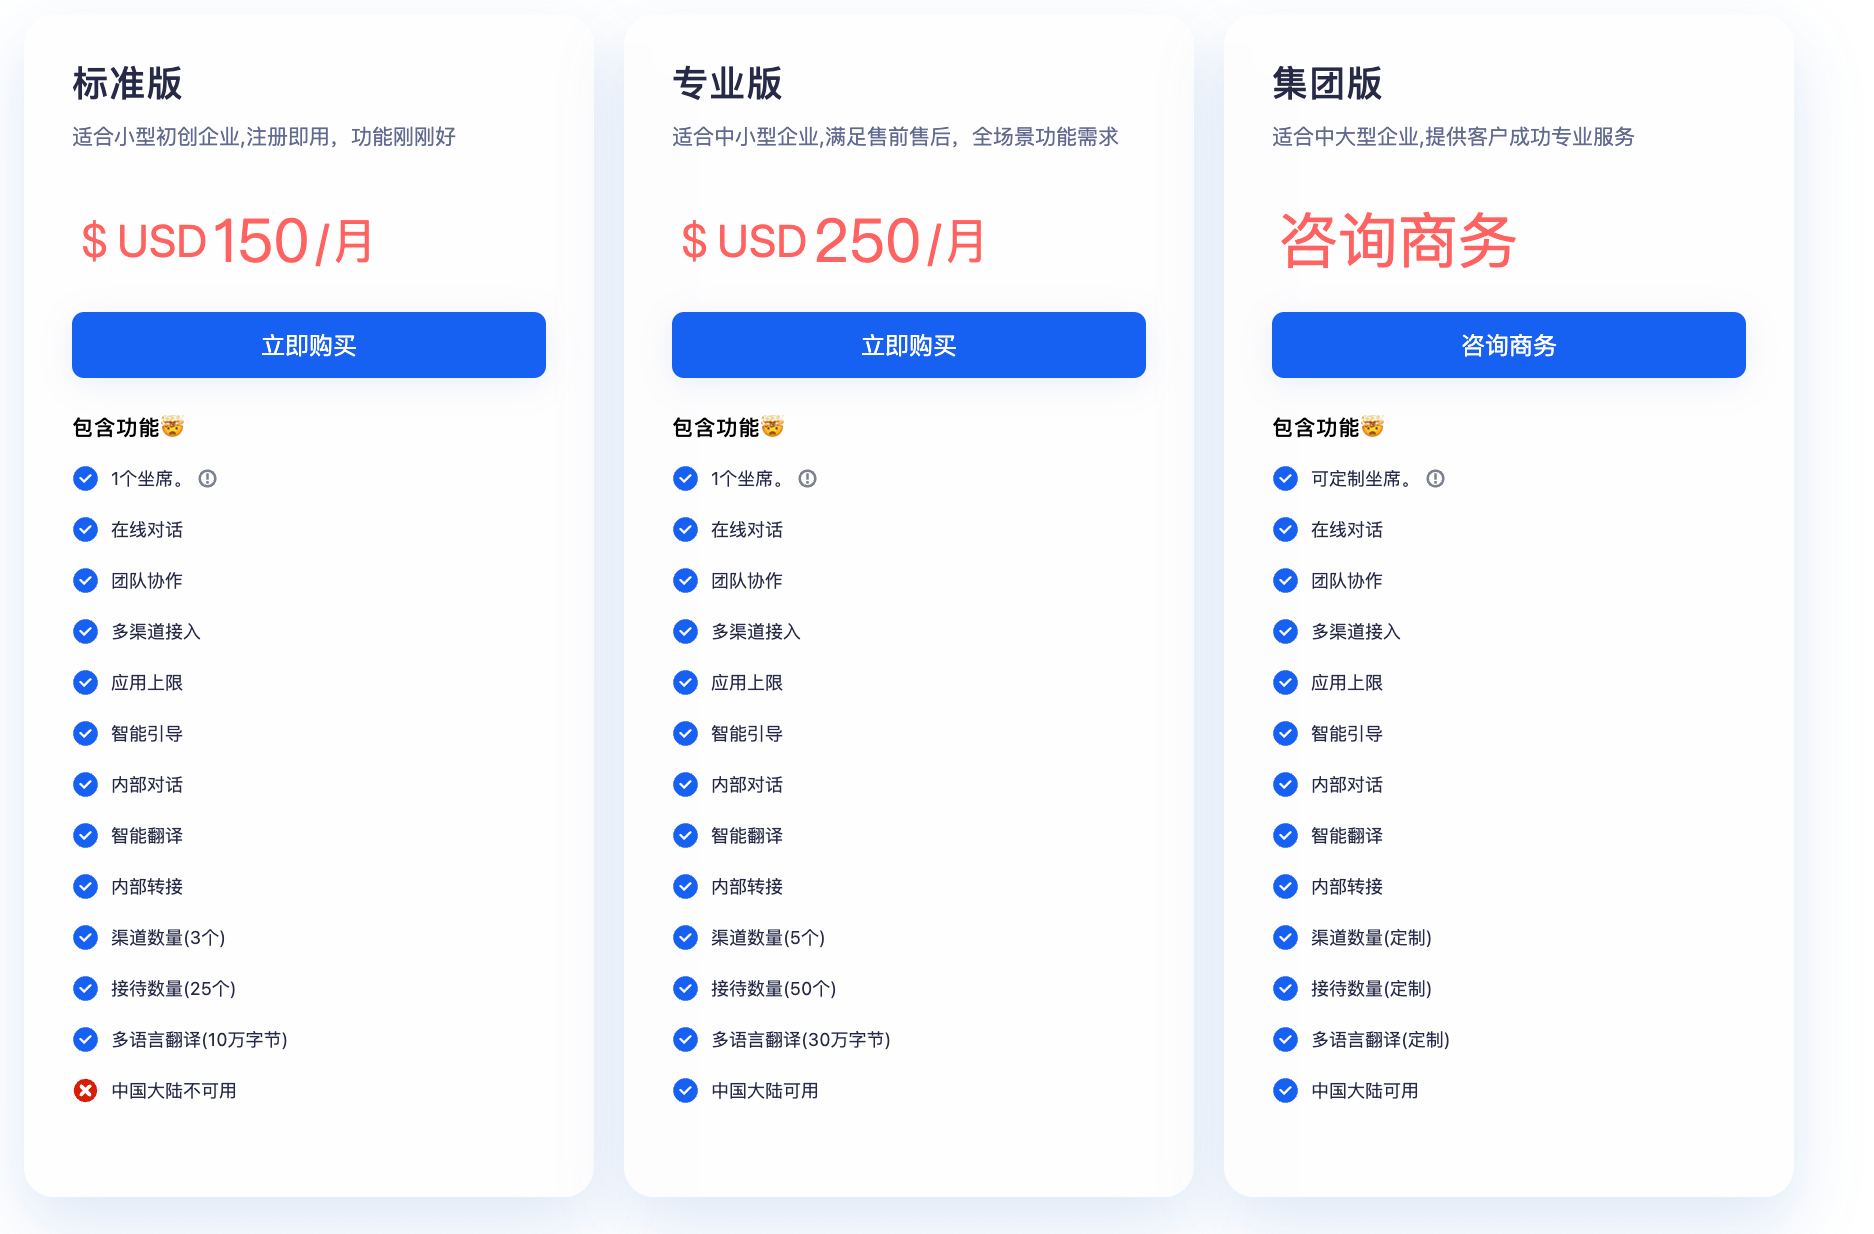 标准版
适合小型初创企业,注册即用，功能刚刚好
$ USD 150 /月
立即购买
包含功能🤯
1个坐席。
在线对话
团队协作
多渠道接入
应用上限
智能引导
内部对话
智能翻译
内部转接
渠道数量(3个)
接待数量(25个)
多语言翻译(10万字节)
中国大陆不可用
专业版
适合中小型企业,满足售前售后，全场景功能需求
$ USD 250 /月
立即购买
包含功能🤯
1个坐席。
在线对话
团队协作
多渠道接入
应用上限
智能引导
内部对话
智能翻译
内部转接
渠道数量(5个)
接待数量(50个)
多语言翻译(30万字节)
中国大陆可用
集团版
适合中大型企业,提供客户成功专业服务
咨询商务
咨询商务
包含功能🤯
可定制坐席。
在线对话
团队协作
多渠道接入
应用上限
智能引导
内部对话
智能翻译
内部转接
渠道数量(定制)
接待数量(定制)
多语言翻译(定制)
中国大陆可用